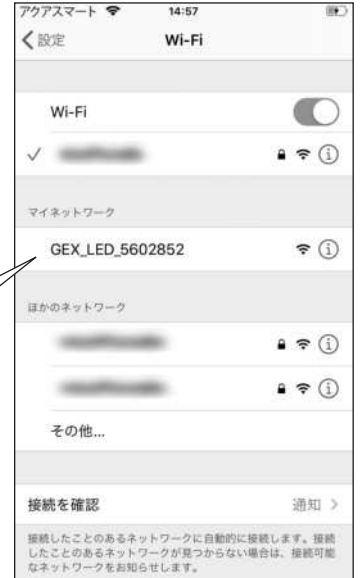 アクアスマート 14:57
設定 Wi-Fi
Wi-Fi
マイネットワーク
GEX_LED_5602852
ほかのネットワーク
その他...
接続を確認 通知
接続したことのあるネットワークに自動的に接続します。接続
したことのあるネットワークが見つからない場合は、接続可能
なネットワークをお知らせします。